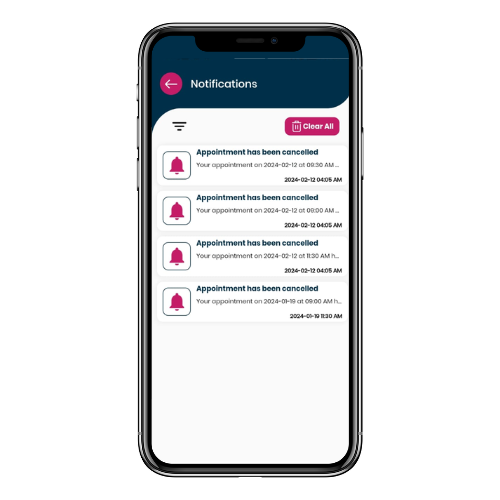 Notifications
Clear All
Appointment has been cancelled
Your appointment on 2024-02-12 at 09:30 AM ...
2024-02-12 04:05 AM
Appointment has been cancelled
Your appointment on 2024-02-12 at 09:00 AM ...
2024-02-12 04:05 AM
Appointment has been cancelled
Your appointment on 2024-02-12 at 11:30 AM h...
2024-02-12 04:05 AM
Appointment has been cancelled
Your appointment on 2024-01-19 at 09:00 AM h...
2024-01-19 11:30 AM